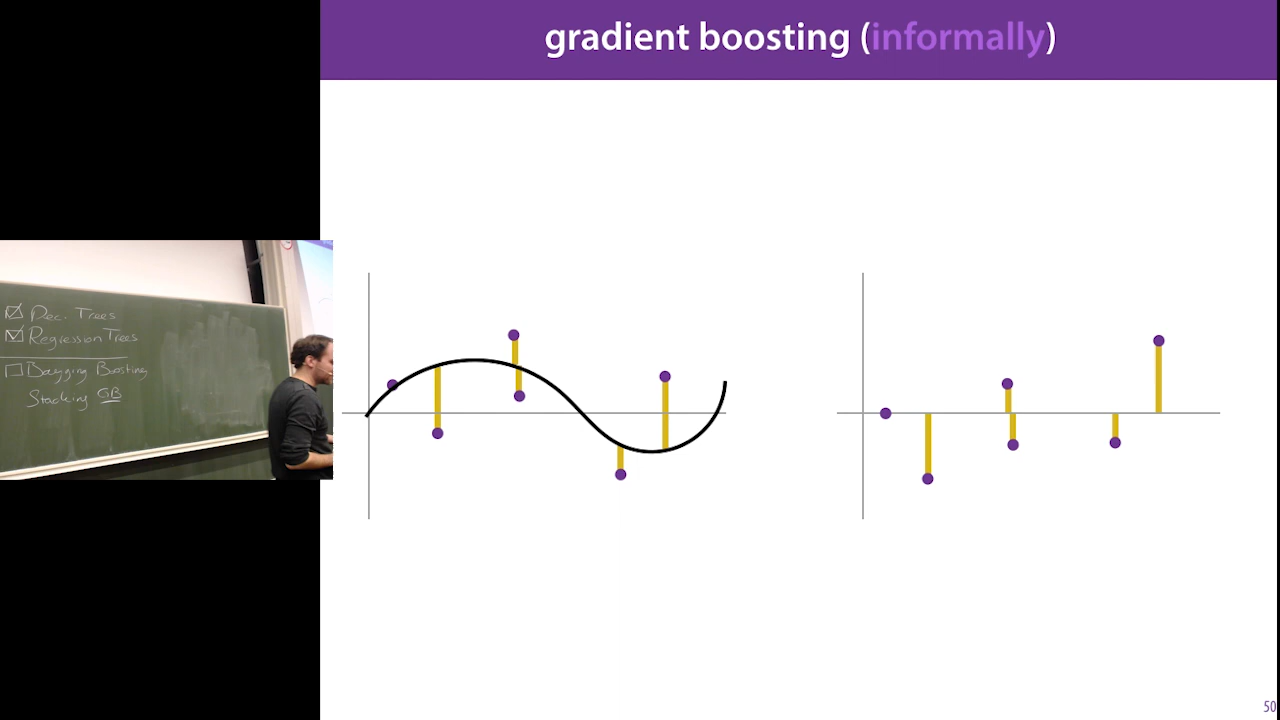 gradient boosting (informally)
Dec. Trees
Regression Trees
Bagging Boosting
Stacking GB
50